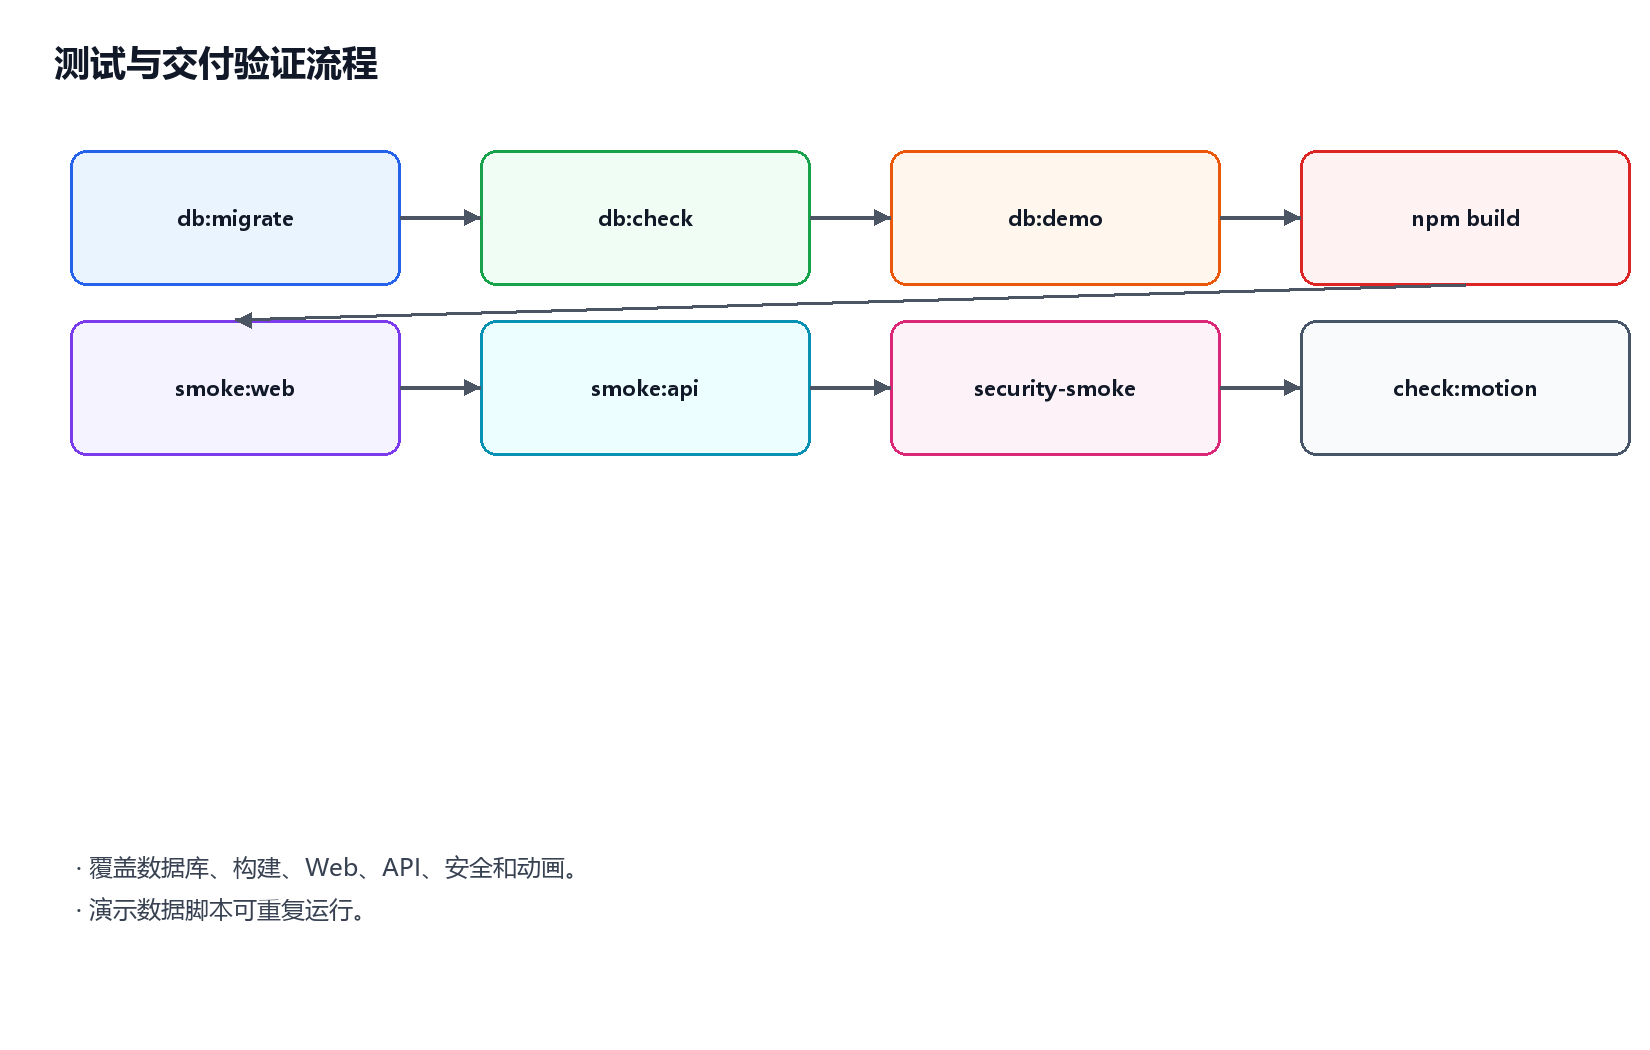 测试与交付验证流程
db:migrate
db:check
db:demo
npm build
smoke:web
smoke:api
security-smoke
check:motion
· 覆盖数据库、构建、Web、API、安全和动画。
· 演示数据脚本可重复运行。